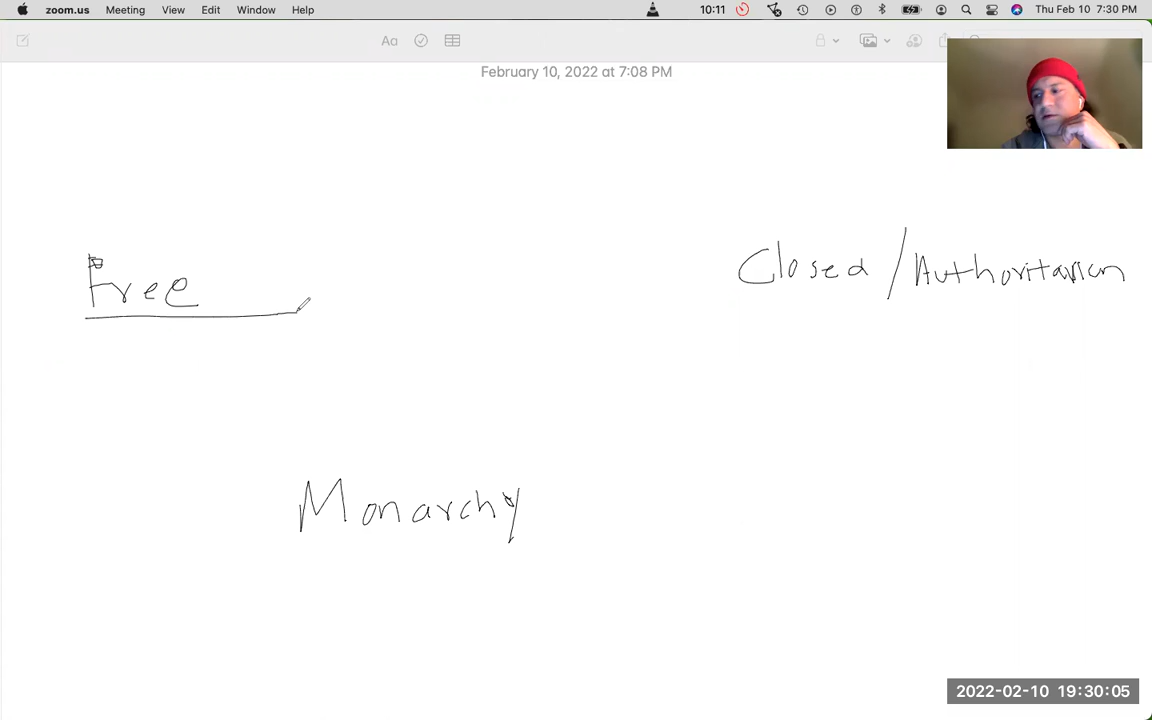 zoom.us Meeting View Edit Window Help 10:11 Thu Feb 10 7:30 PM
Aa
February 10, 2022 at 7:08 PM
Free Closed / Authoritarian
Monarchy
2022-02-10 19:30:05